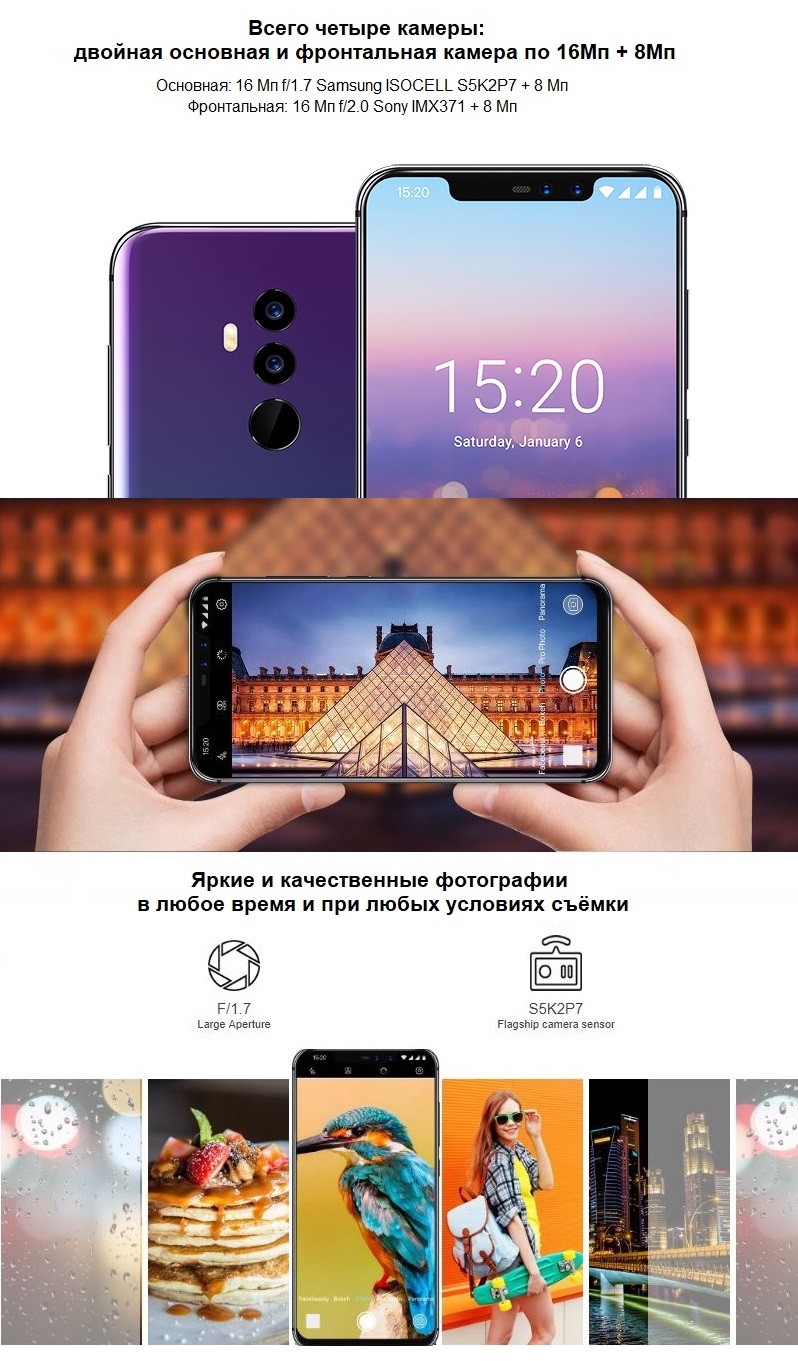 Всего четыре камеры:
двойная основная и фронтальная камера по 16Мп + 8Мп
Основная: 16 Мп f/1.7 Samsung ISOCELL S5K2P7 + 8 Мп
Фронтальная: 16 Мп f/2.0 Sony IMX371 + 8 Мп
15:20
15:20
Saturday, January 6
15:20
Panorama
Pro Photo
Photo
Bokeh
Яркие и качественные фотографии
в любое время и при любых условиях съёмки
F/1.7
Large Aperture
S5K2P7
Flagship camera sensor
15:20
Bokeh
Panorama